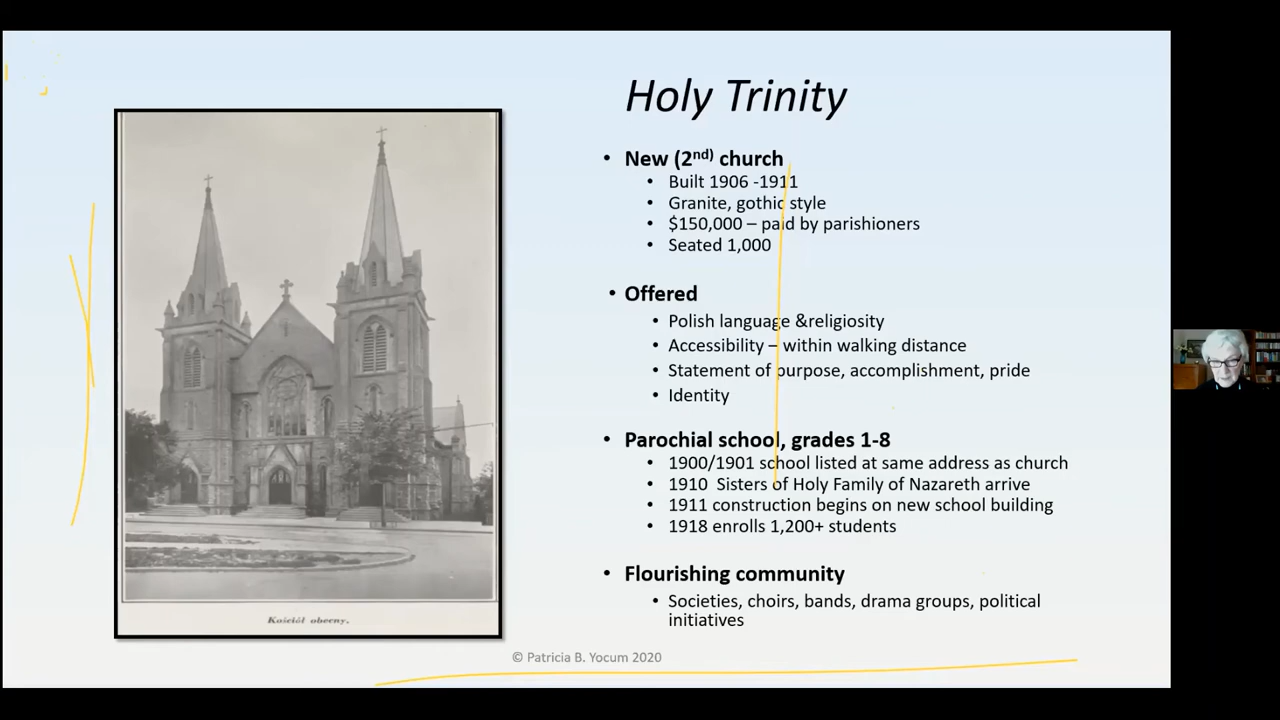 Holy Trinity
• New (2nd) church
• Built 1906 -1911
• Granite, gothic style
• $150,000 – paid by parishioners
• Seated 1,000
• Offered
• Polish language &religiosity
• Accessibility – within walking distance
• Statement of purpose, accomplishment, pride
• Identity
• Parochial school, grades 1-8
• 1900/1901 school listed at same address as church
• 1910 Sisters of Holy Family of Nazareth arrive
• 1911 construction begins on new school building
• 1918 enrolls 1,200+ students
• Flourishing community
• Societies, choirs, bands, drama groups, political
initiatives
Kościół obecny.
© Patricia B. Yocum 2020